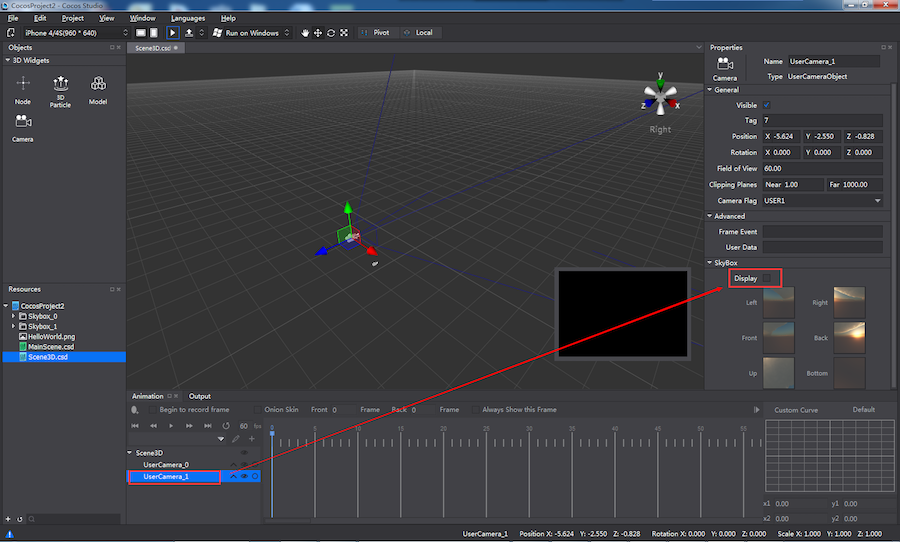 CocosProject2 - Cocos Studio
File Edit Project View Window Languages Help
iPhone 4/4S(960 * 640) Run on Windows Pivot Local
Objects
3D Widgets
Node 3D Particle Model
Camera
Scene3D.csd
y
z x
Right
Properties
Camera
Name UserCamera_1
Type UserCameraObject
General
Visible
Tag 7
Position X -5.624 Y -2.550 Z -0.828
Rotation X 0.000 Y 0.000 Z 0.000
Field of View 60.00
Clipping Planes Near 1.00 Far 1000.00
Camera Flag USER1
Advanced
Frame Event
User Data
SkyBox
Display
Left Right
Front Back
Up Bottom
Resources
CocosProject2
Skybox_0
Skybox_1
HelloWorld.png
MainScene.csd
Scene3D.csd
Animation Output
Begin to record frame Onion Skin Front 0 Frame Back 0 Frame Always Show this Frame
60 fps
0 5 10 15 20 25 30 35 40 45 50 55
Scene3D
UserCamera_0
UserCamera_1
Custom Curve Default
x1 0.00 y1 0.00
x2 0.00 y2 0.00
UserCamera_1 Position X: -5.624 Y: -2.550 Z: -0.828 Rotation X: 0.000 Y: 0.000 Z: 0.000 Scale X: 1.000 Y: 1.000 Z: 1.000